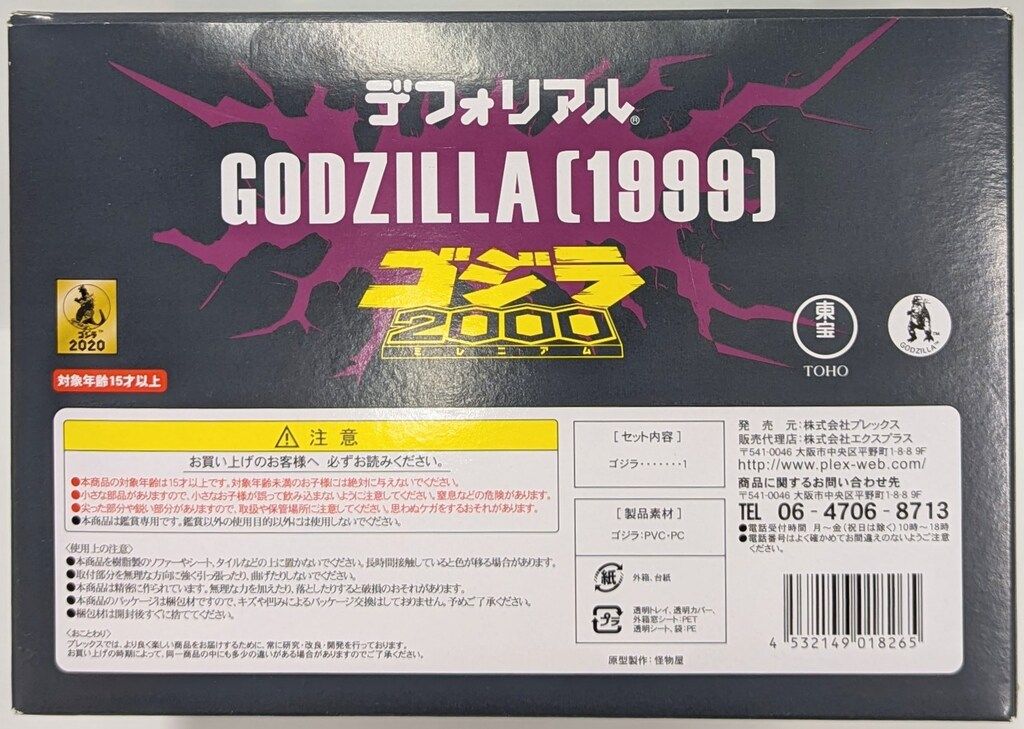 デフォリアル®
GODZILLA(1999)
ゴジラ
2000
ミレニアム
ゴジラ
2020
東宝
TOHO
GODZILLA™
対象年齢15才以上
⚠ 注 意
お買い上げのお客様へ 必ずお読みください。
●本商品の対象年齢は15才以上です。対象年齢未満のお子様には絶対に与えないでください。
●小さな部品がありますので、小さなお子様が誤って飲み込まないように注意してください。窒息などの危険があります。
●尖った部分や鋭い部分がありますので、取扱や保管場所に注意してください。思わぬケガをするおそれがあります。
●本商品は鑑賞専用です。鑑賞以外の使用目的以外には使用しないでください。
〈使用上の注意〉
●本商品を樹脂製のソファーやシート、タイルなどの上に置かないでください。長時間接触していると色が移る場合があります。
●取付部分を無理な方向に強く引っ張ったり、曲げたりしないでください。
●本商品は精密に作られています。無理な力を加えたり、落としたりすると破損のおそれがあります。
●本商品のパッケージは梱包材ですので、キズや凹みによるパッケージ交換はしておりません。予めご了承ください。
●梱包材は開封後すぐに捨ててください。
〈おことわり〉
プレックスでは、より良く楽しい商品をお届けするために、常に研究・改良・開発を行っております。
お買い上げの時期によって、同一商品の中にも多少の違いがある場合がありますのでご了承ください。
[セット内容]
ゴジラ・・・・・・・1
[製品素材]
ゴジラ:PVC・PC
紙
外箱、台紙
プラ
透明トレイ、透明カバー、
外箱窓シート:PET
透明シート、袋:PE
原型製作:怪物屋
発 売 元:株式会社プレックス
販売代理店:株式会社エクスプラス
〒541-0046 大阪市中央区平野町1-8-8 9F
http://www.plex-web.com/
商品に関するお問い合わせ先
〒541-0046 大阪市中央区平野町1-8-8 9F
TEL 06-4706-8713
●電話受付時間 月~金(祝日は除く)10時~18時
●電話番号はよく確かめてお間違えのないようご注意
ください。
4 532149 018265